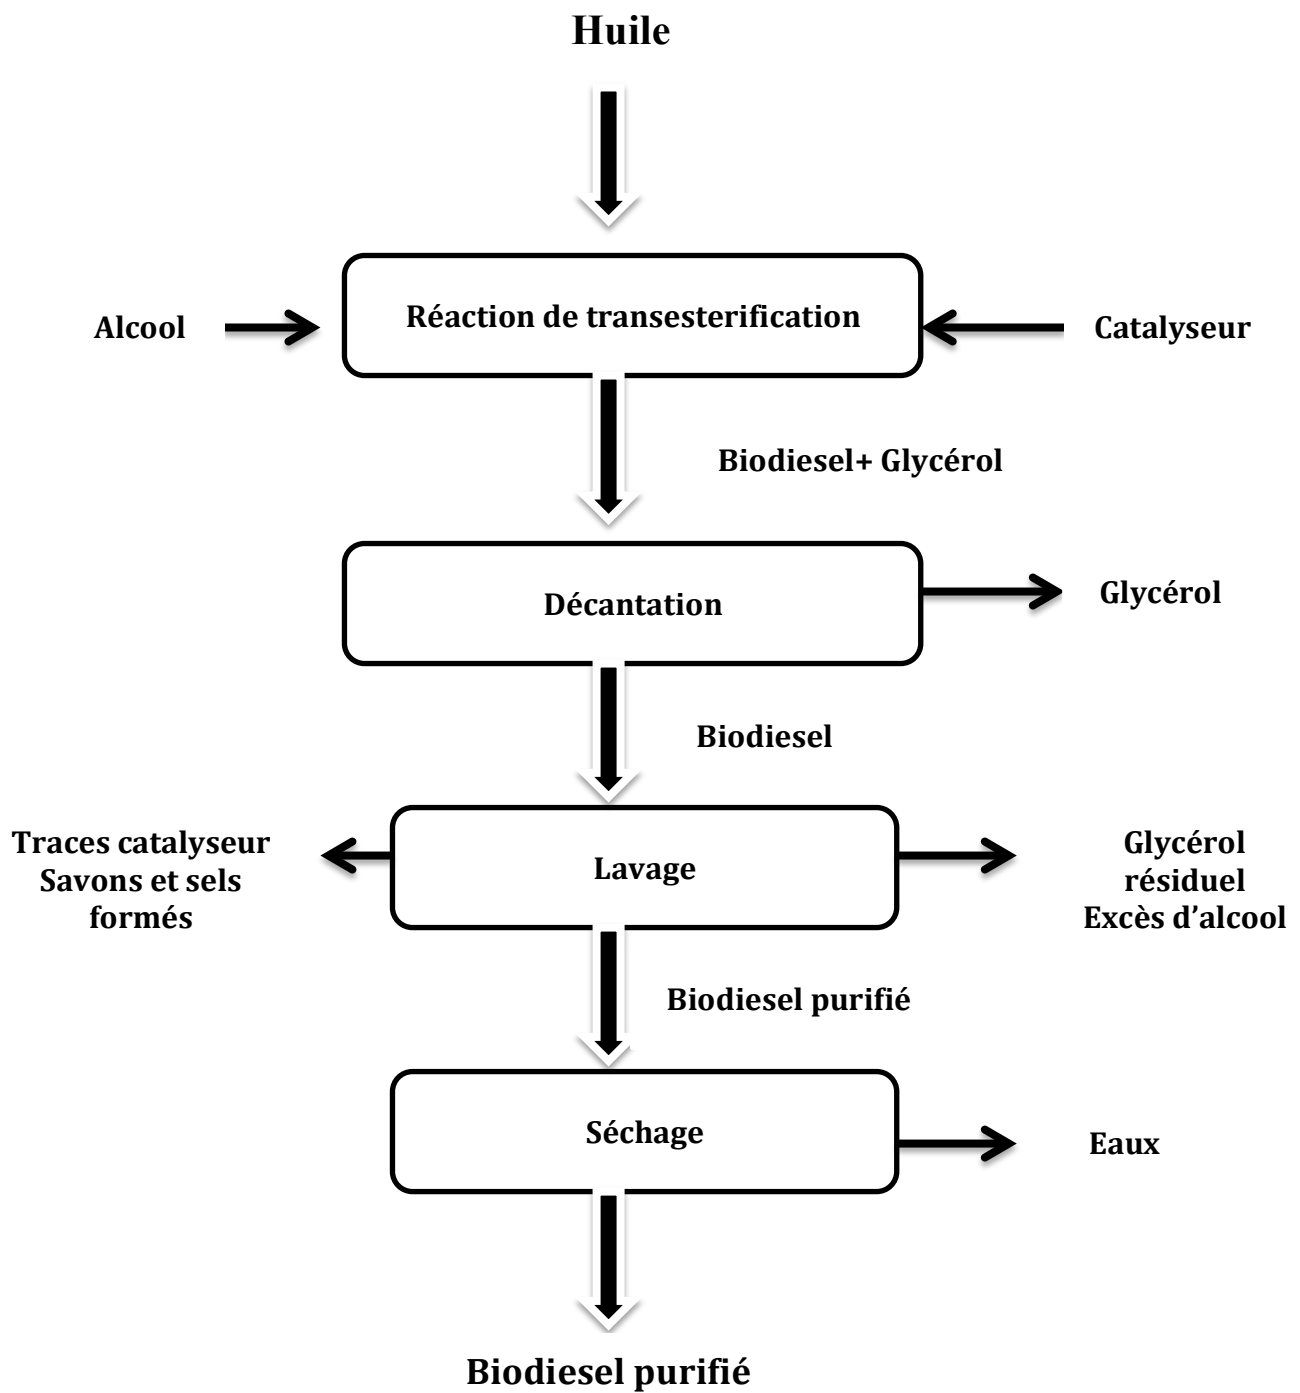 Huile
Alcool
Réaction de transesterification
Catalyseur
Biodiesel+ Glycérol
Décantation
Glycérol
Biodiesel
Traces catalyseur
Savons et sels
formés
Lavage
Glycérol
résiduel
Excès d’alcool
Biodiesel purifié
Séchage
Eaux
Biodiesel purifié